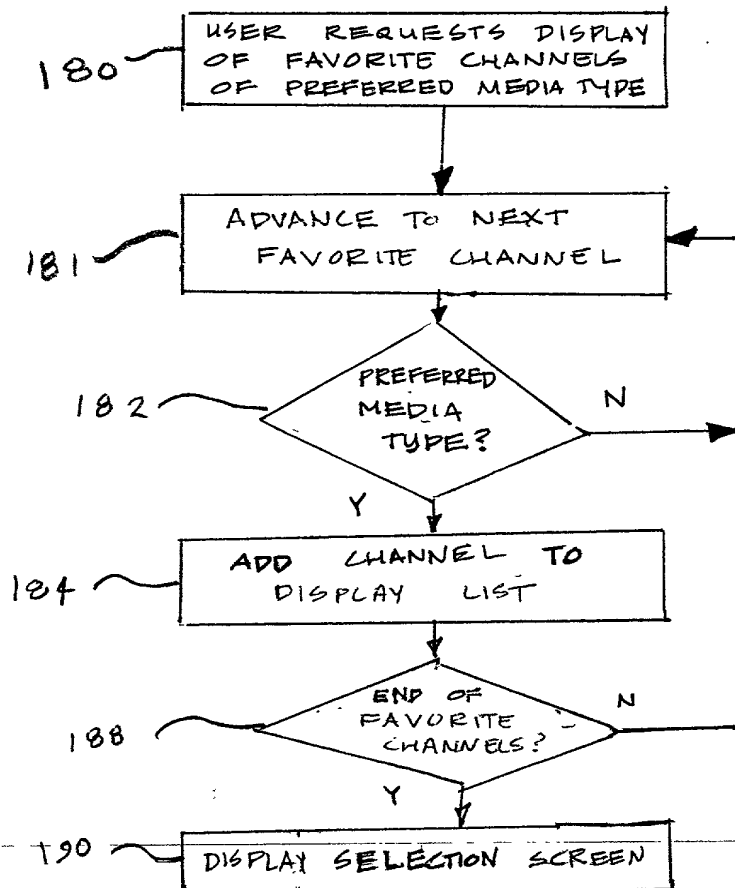 180
USER REQUESTS DISPLAY
OF FAVORITE CHANNELS
OF PREFERRED MEDIA TYPE
181
ADVANCE TO NEXT
FAVORITE CHANNEL
182
PREFERRED
MEDIA
TYPE?
N
Y
184
ADD CHANNEL TO
DISPLAY LIST
188
END OF
FAVORITE
CHANNELS?
N
Y
190
DISPLAY SELECTION SCREEN